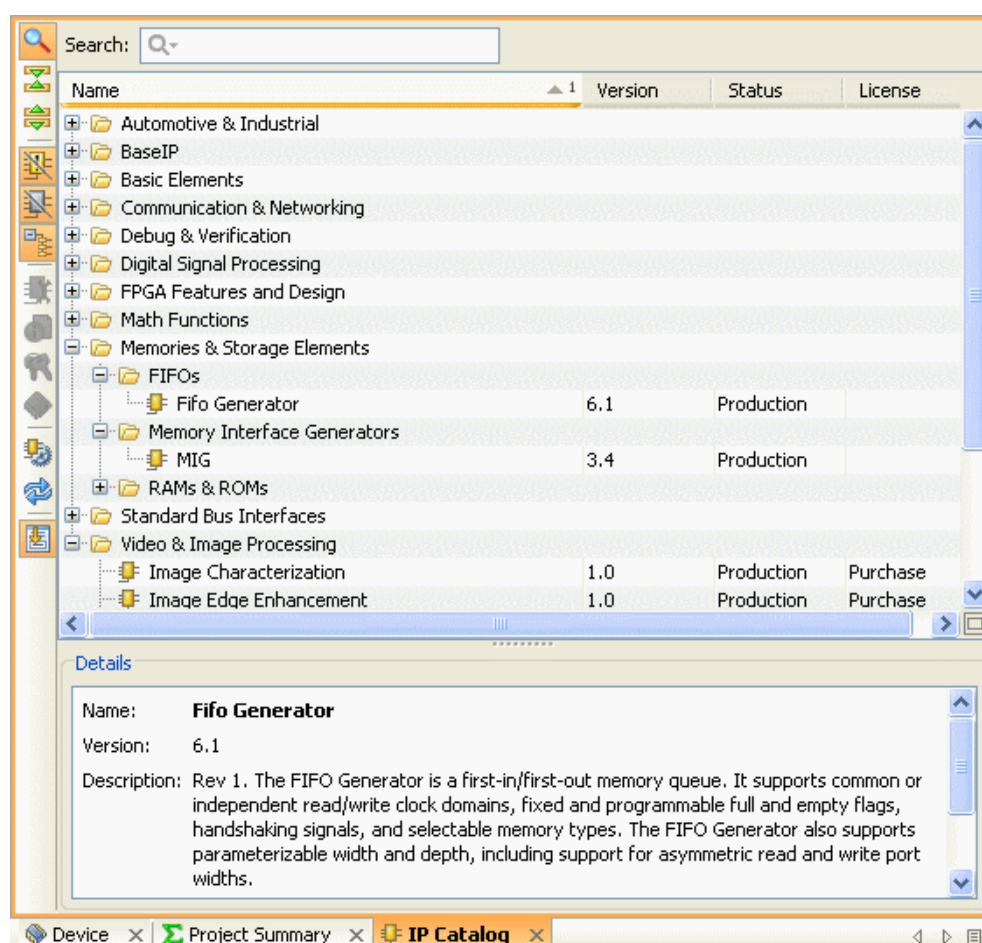 Search:
Name 1 Version Status License
Automotive & Industrial
BaseIP
Basic Elements
Communication & Networking
Debug & Verification
Digital Signal Processing
FPGA Features and Design
Math Functions
Memories & Storage Elements
FIFOs
Fifo Generator 6.1 Production
Memory Interface Generators
MIG 3.4 Production
RAMs & ROMs
Standard Bus Interfaces
Video & Image Processing
Image Characterization 1.0 Production Purchase
Image Edge Enhancement 1.0 Production Purchase
Details
Name: Fifo Generator
Version: 6.1
Description: Rev 1. The FIFO Generator is a first-in/first-out memory queue. It supports common or
independent read/write clock domains, fixed and programmable full and empty flags,
handshaking signals, and selectable memory types. The FIFO Generator also supports
parameterizable width and depth, including support for asymmetric read and write port
widths.
Device Project Summary IP Catalog